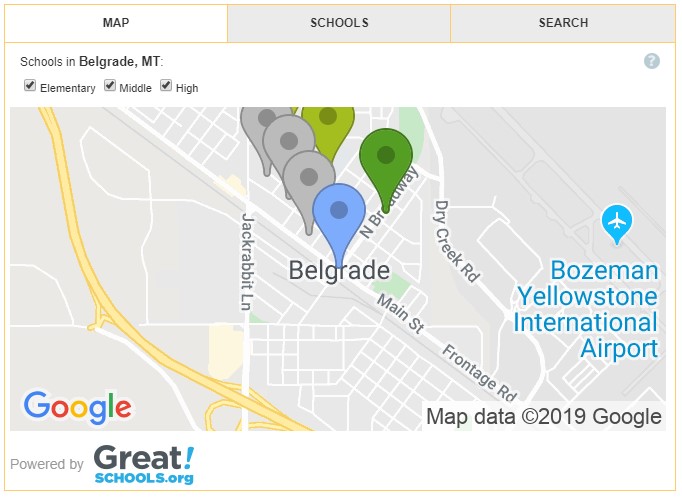 MAP
SCHOOLS
SEARCH
Schools in Belgrade, MT:
?
Elementary Middle High
N Broadway
Dry Creek Rd
Jackrabbit Ln
Belgrade
Main St
Frontage Rd
Bozeman
Yellowstone
International
Airport
Google
Map data ©2019 Google
Powered by Great!
SCHOOLS.org